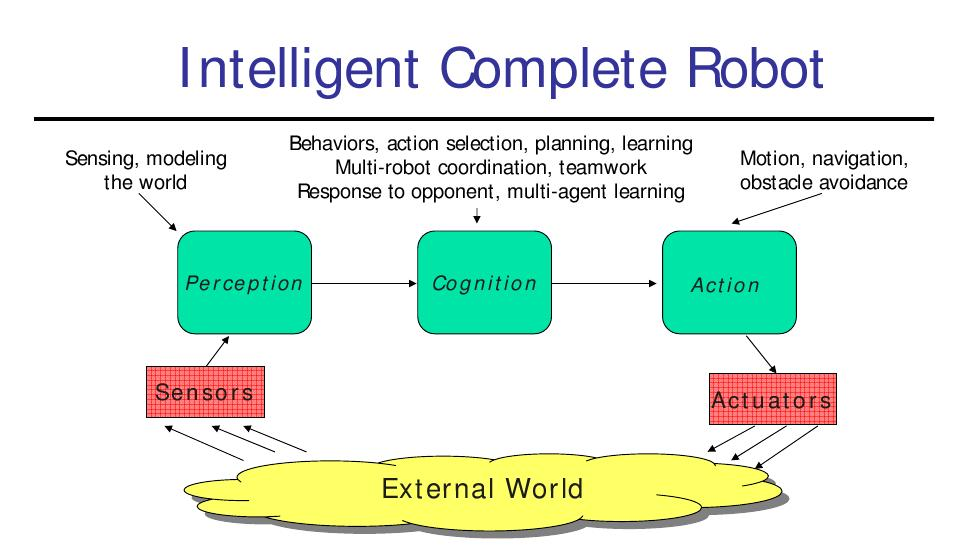 Intelligent Complete Robot
Sensing, modeling
the world
Behaviors, action selection, planning, learning
Multi-robot coordination, teamwork
Response to opponent, multi-agent learning
Motion, navigation,
obstacle avoidance
Perception
Cognition
Action
Sensors
Actuators
External World